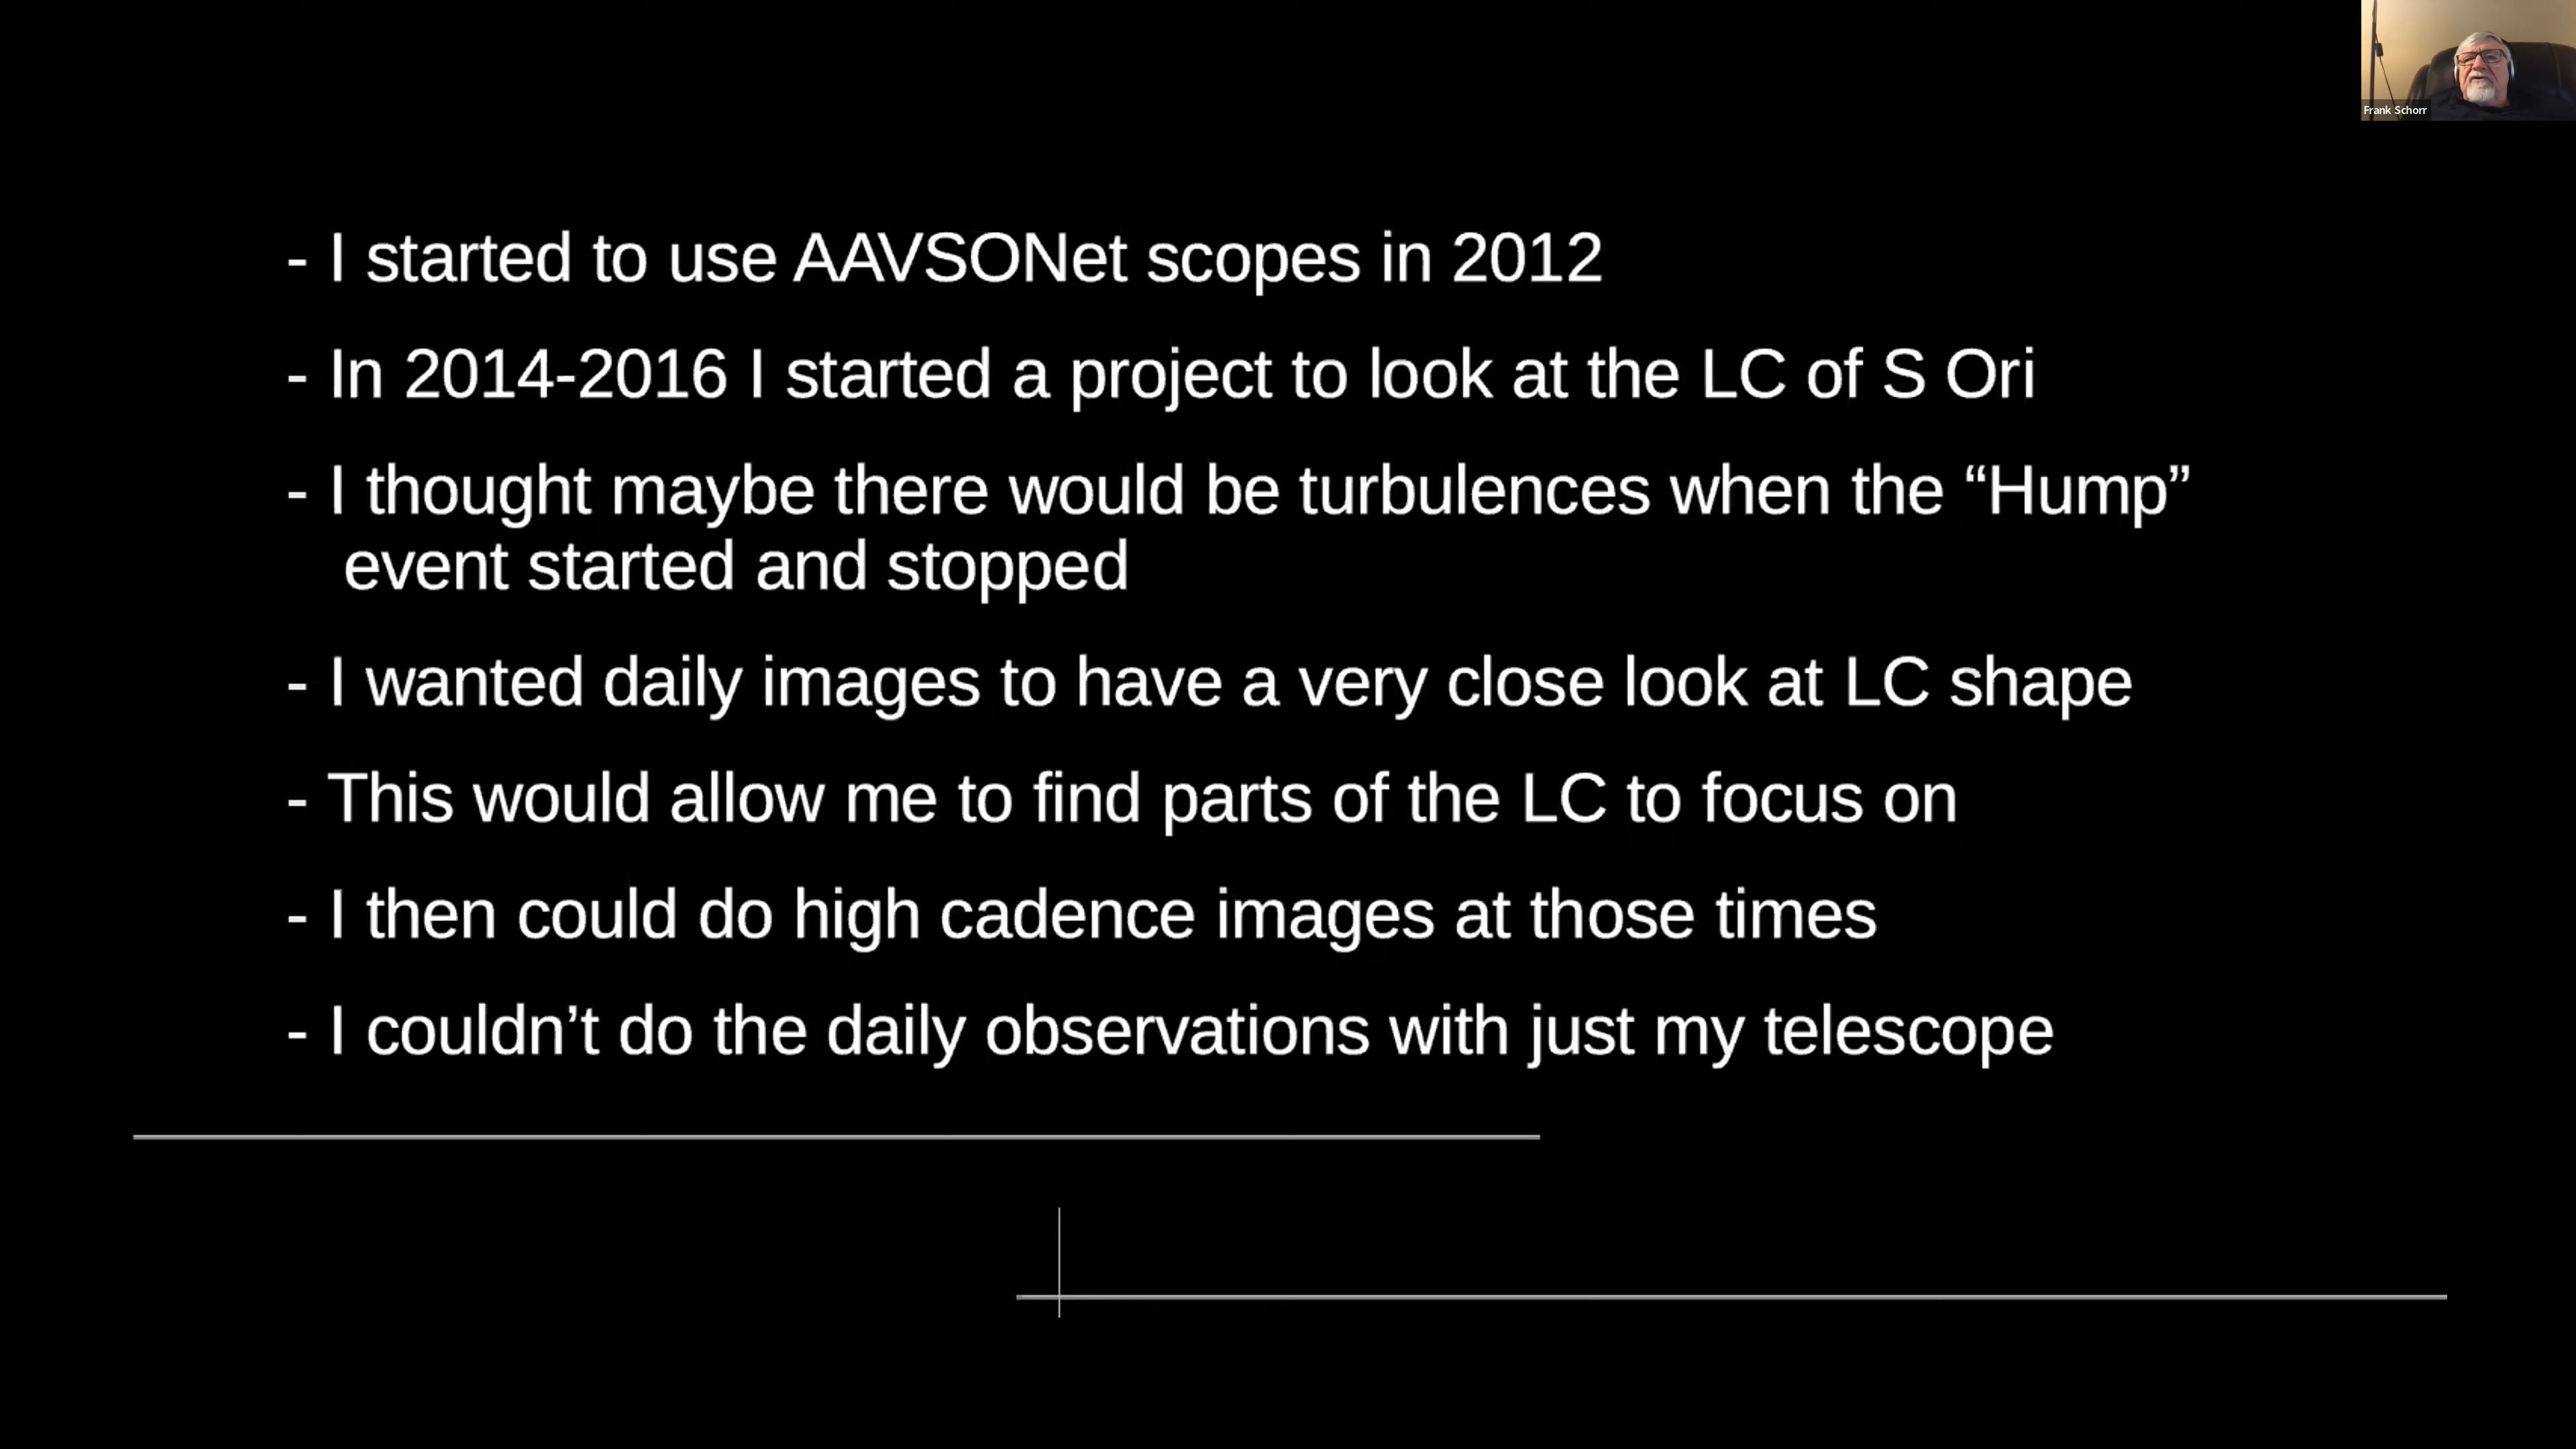 Frank Schorr
- I started to use AAVSONet scopes in 2012
- In 2014-2016 I started a project to look at the LC of S Ori
- I thought maybe there would be turbulences when the “Hump”
event started and stopped
- I wanted daily images to have a very close look at LC shape
- This would allow me to find parts of the LC to focus on
- I then could do high cadence images at those times
- I couldn’t do the daily observations with just my telescope